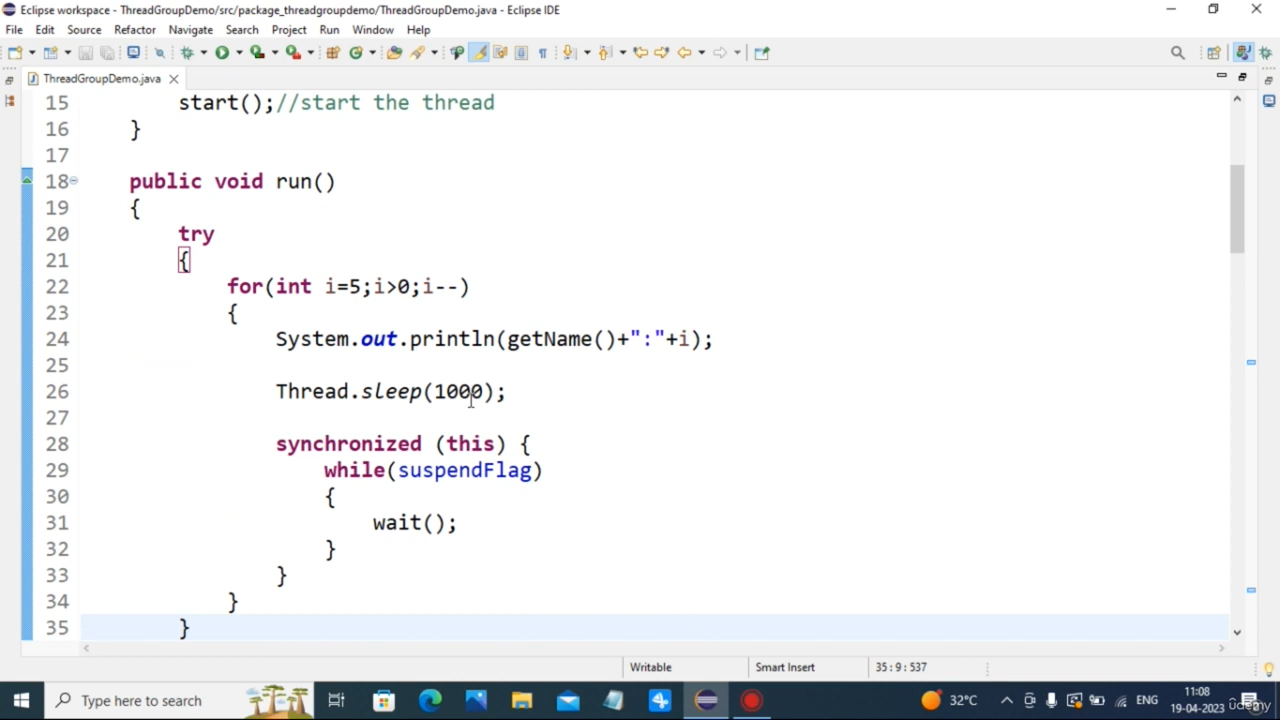 Eclipse workspace - ThreadGroupDemo/src/package_threadgroupdemo/ThreadGroupDemo.java - Eclipse IDE
File Edit Source Refactor Navigate Search Project Run Window Help
ThreadGroupDemo.java
15 start();//start the thread
16 }
17
18 public void run()
19 {
20 try
21 {
22 for(int i=5;i>0;i--)
23 {
24 System.out.println(getName()+":"+i);
25
26 Thread.sleep(1000);
27
28 synchronized (this) {
29 while(suspendFlag)
30 {
31 wait();
32 }
33 }
34 }
35 }
Writable Smart Insert 35 : 9 : 537
Type here to search 32°C ENG 11:08
19-04-2023
udemy